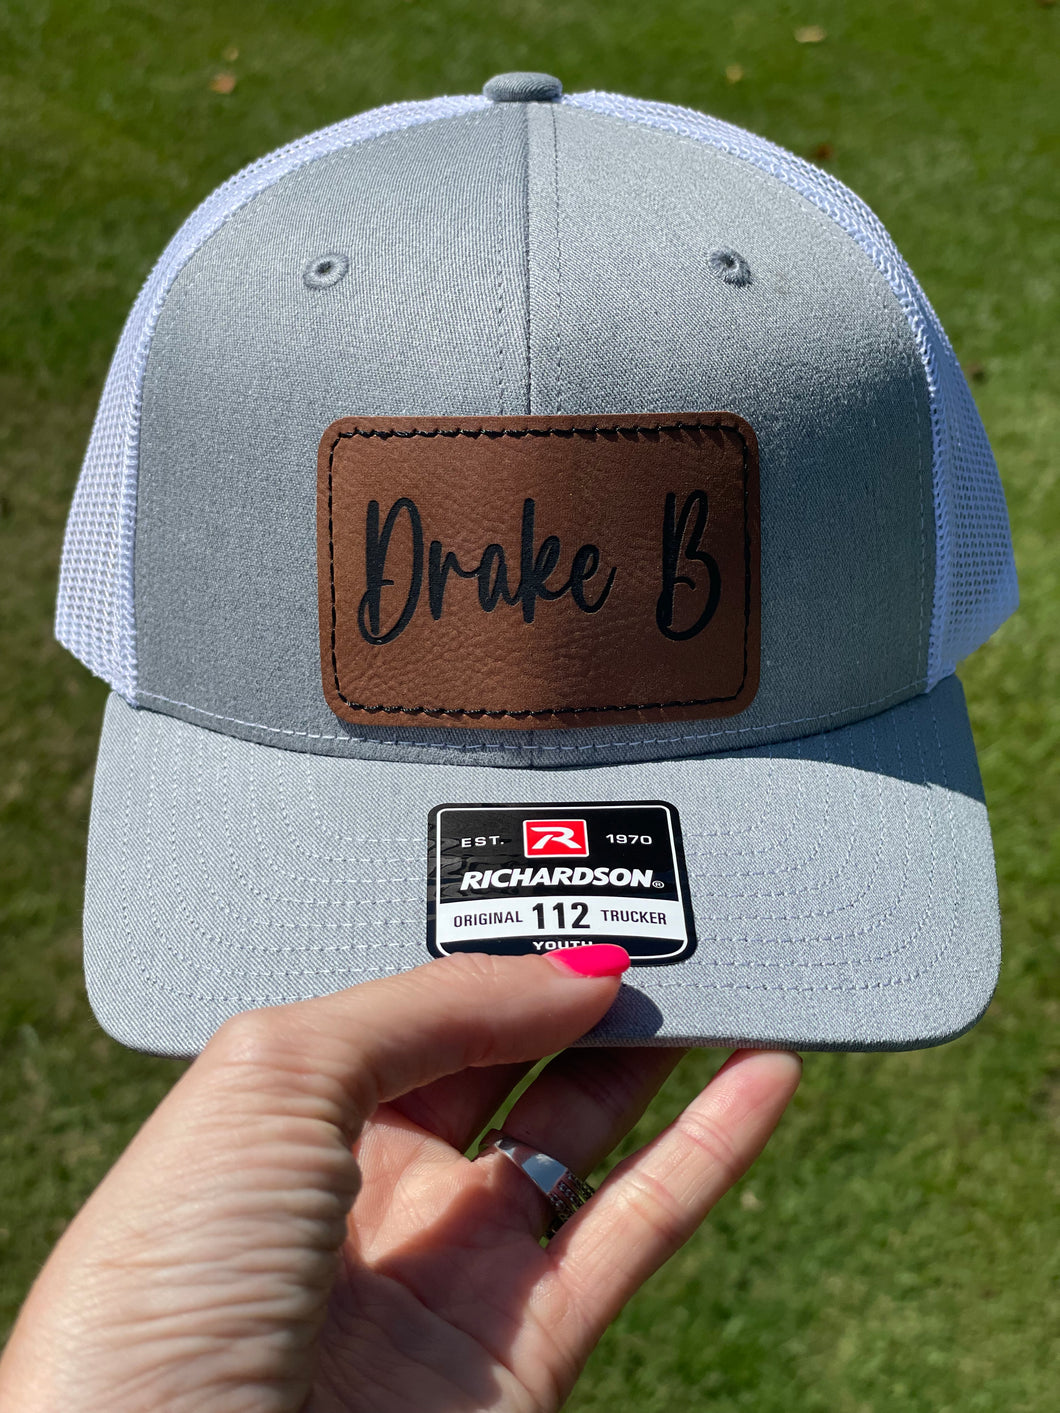 Drake B
EST. R 1970
RICHARDSON®
ORIGINAL 112 TRUCKER
YOUTH